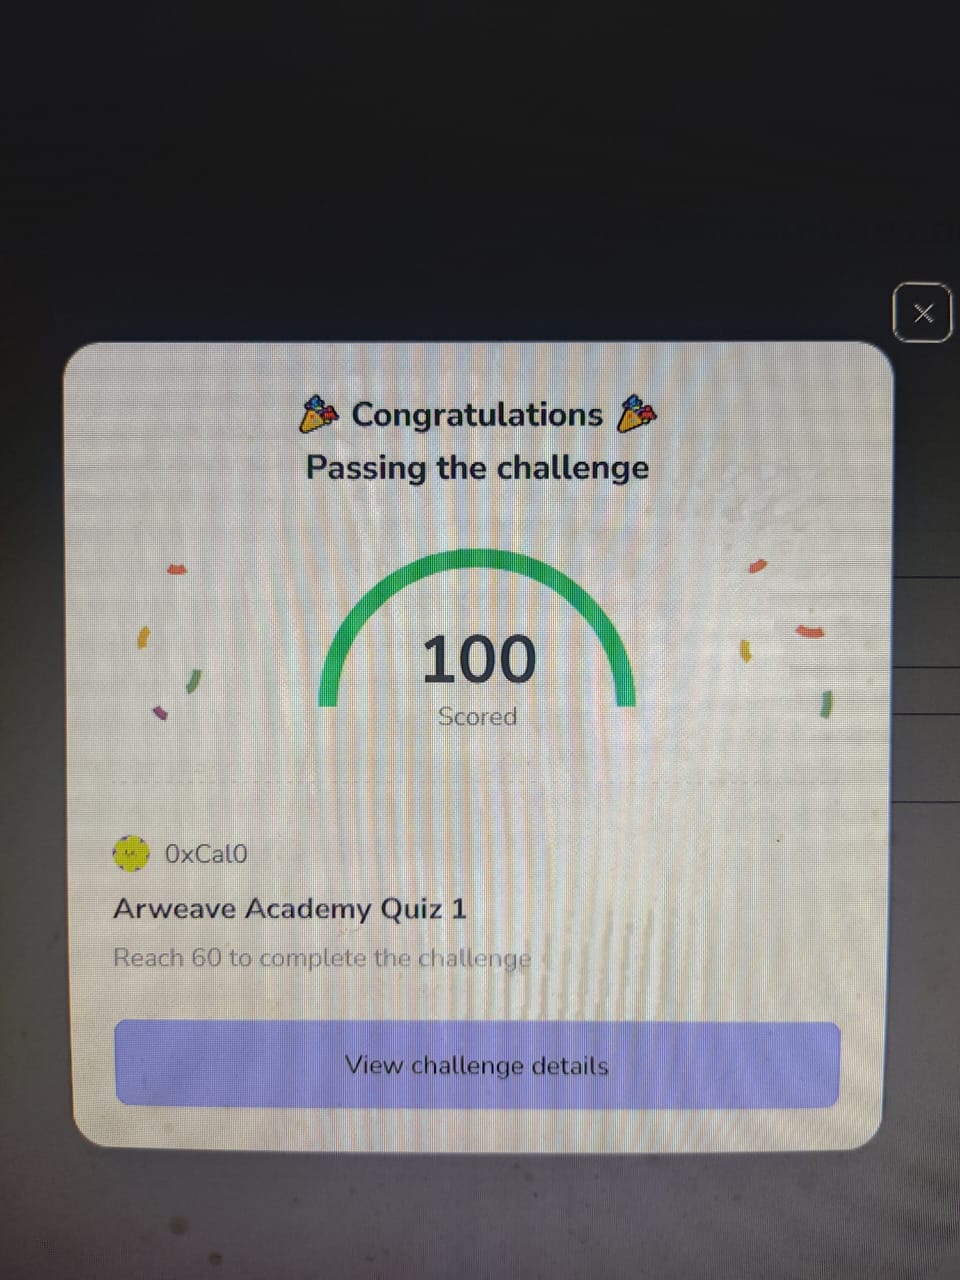 🎉 Congratulations 🎉
Passing the challenge
100
Scored
0xCal0
Arweave Academy Quiz 1
Reach 60 to complete the challenge
View challenge details